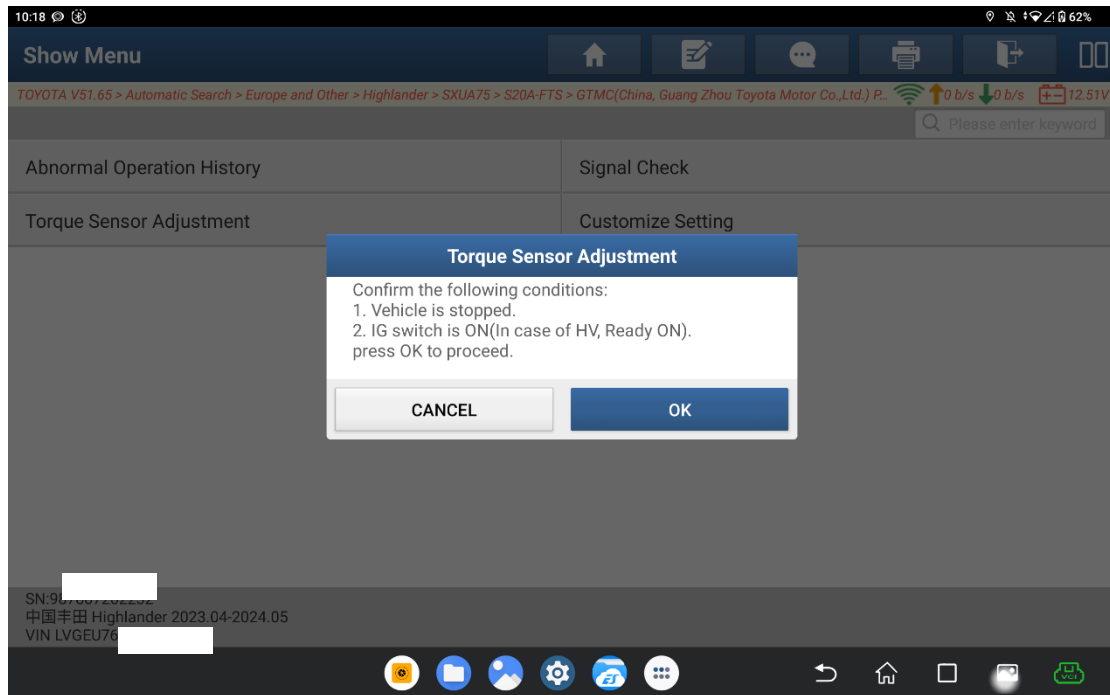 10:18
62%
Show Menu
TOYOTA V51.65 > Automatic Search > Europe and Other > Highlander > SXUA75 > S20A-FTS > GTMC(China, Guang Zhou Toyota Motor Co.,Ltd.) P...
0 b/s 0 b/s 12.51V
Please enter keyword
Abnormal Operation History
Signal Check
Torque Sensor Adjustment
Customize Setting
Torque Sensor Adjustment
Confirm the following conditions:
1. Vehicle is stopped.
2. IG switch is ON(In case of HV, Ready ON).
press OK to proceed.
CANCEL
OK
SN:
中国丰田 Highlander 2023.04-2024.05
VIN LVGEU76
VCI